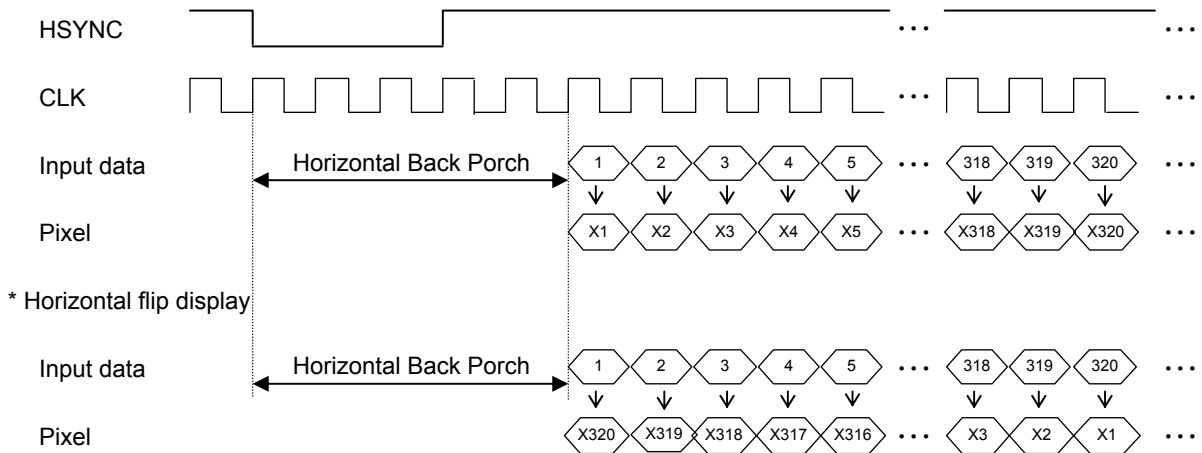 HSYNC ... ...
CLK ... ...
Input data Horizontal Back Porch 1 2 3 4 5 ... 318 319 320 ...
Pixel X1 X2 X3 X4 X5 ... X318 X319 X320 ...
* Horizontal flip display
Input data Horizontal Back Porch 1 2 3 4 5 ... 318 319 320 ...
Pixel X320 X319 X318 X317 X316 ... X3 X2 X1 ...